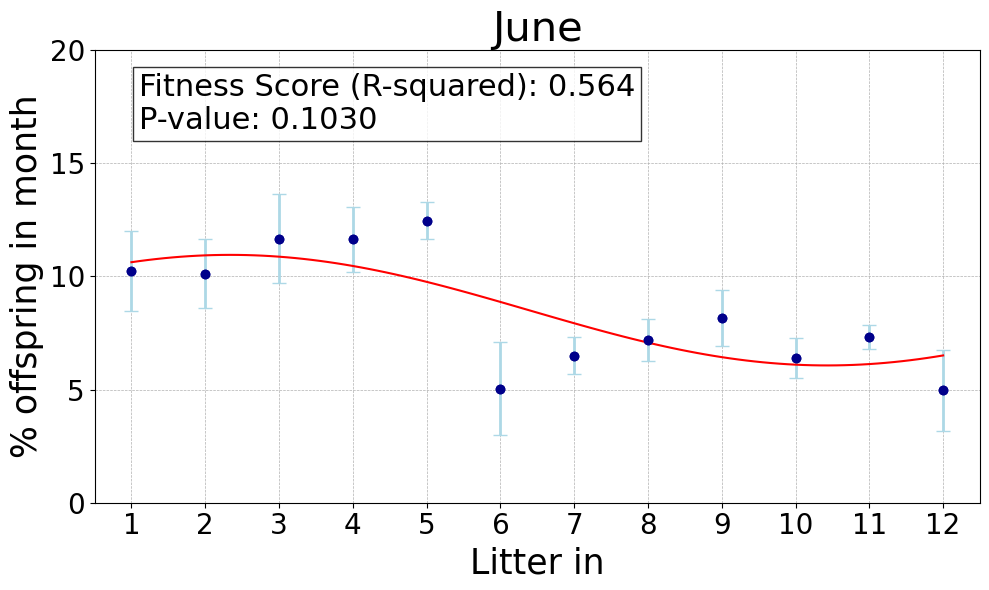 June
Fitness Score (R-squared): 0.564
P-value: 0.1030
% offspring in month
20
15
10
5
0
1 2 3 4 5 6 7 8 9 10 11 12
Litter in